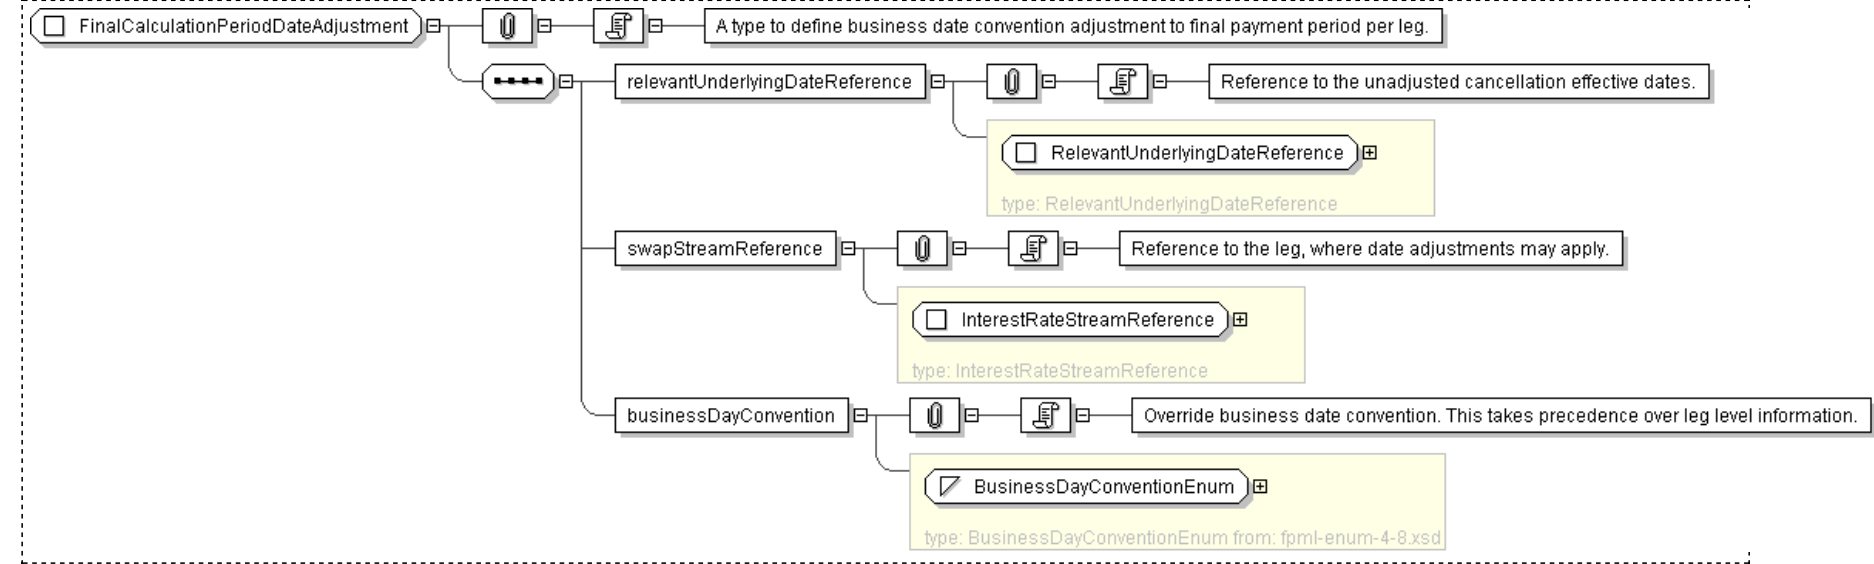 FinalCalculationPeriodDateAdjustment
A type to define business date convention adjustment to final payment period per leg.
relevantUnderlyingDateReference
Reference to the unadjusted cancellation effective dates.
RelevantUnderlyingDateReference
type: RelevantUnderlyingDateReference
swapStreamReference
Reference to the leg, where date adjustments may apply.
InterestRateStreamReference
type: InterestRateStreamReference
businessDayConvention
Override business date convention. This takes precedence over leg level information.
BusinessDayConventionEnum
type: BusinessDayConventionEnum from: fpml-enum-4-8.xsd